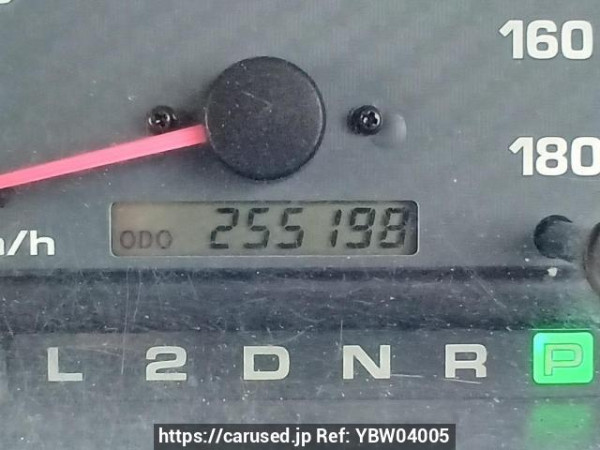 160
180
ODO 255198
/h
L 2 D N R P
https://carused.jp Ref: YBW04005